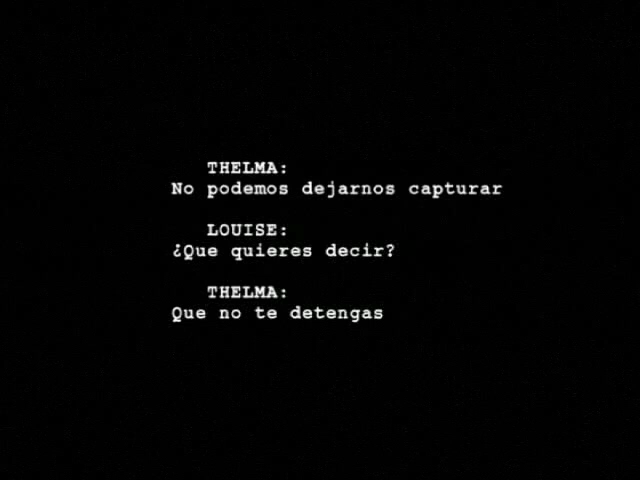 THELMA:
No podemos dejarnos capturar
LOUISE:
¿Que quieres decir?
THELMA:
Que no te detengas